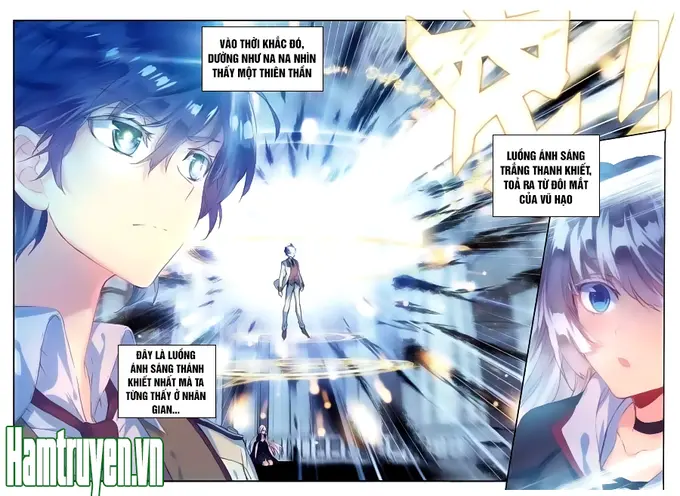 VÀO THỜI KHẮC ĐÓ,
DƯỜNG NHƯ NA NA NHÌN
THẤY MỘT THIÊN THẦN
LUỒNG ÁNH SÁNG
TRẮNG THANH KHIẾT,
TOẢ RA TỪ ĐÔI MẮT
CỦA VŨ HẠO
ĐÂY LÀ LUỒNG
ÁNH SÁNG THÁNH
KHIẾT NHẤT MÀ TA
TỪNG THẤY Ở NHÂN
GIAN...
Hamtruyen.vn